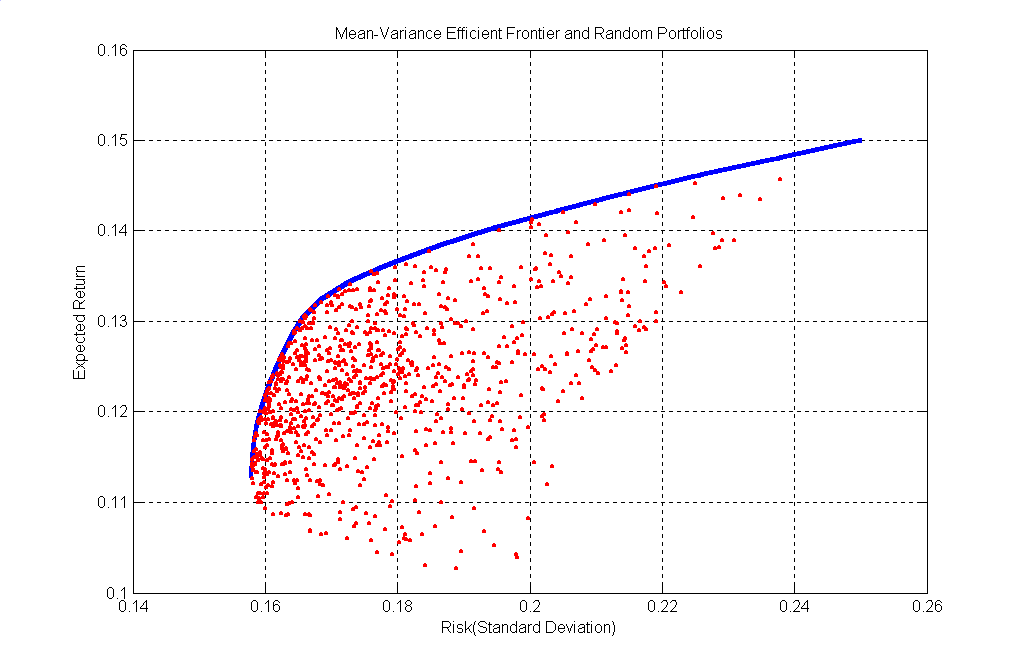 Mean-Variance Efficient Frontier and Random Portfolios
0.16
0.15
0.14
0.13
0.12
0.11
0.1
Expected Return
0.14 0.16 0.18 0.2 0.22 0.24 0.26
Risk(Standard Deviation)